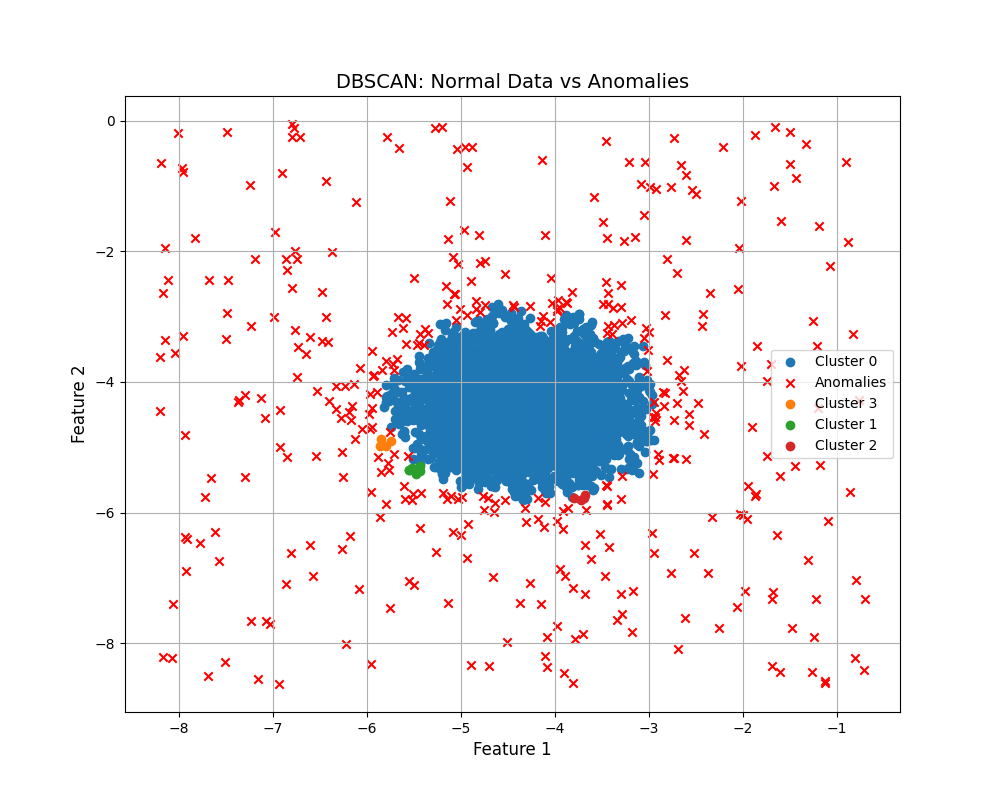 DBSCAN: Normal Data vs Anomalies
0
−2
−4
−6
−8
Feature 2
Cluster 0
Anomalies
Cluster 3
Cluster 1
Cluster 2
−8
−7
−6
−5
−4
−3
−2
−1
Feature 1